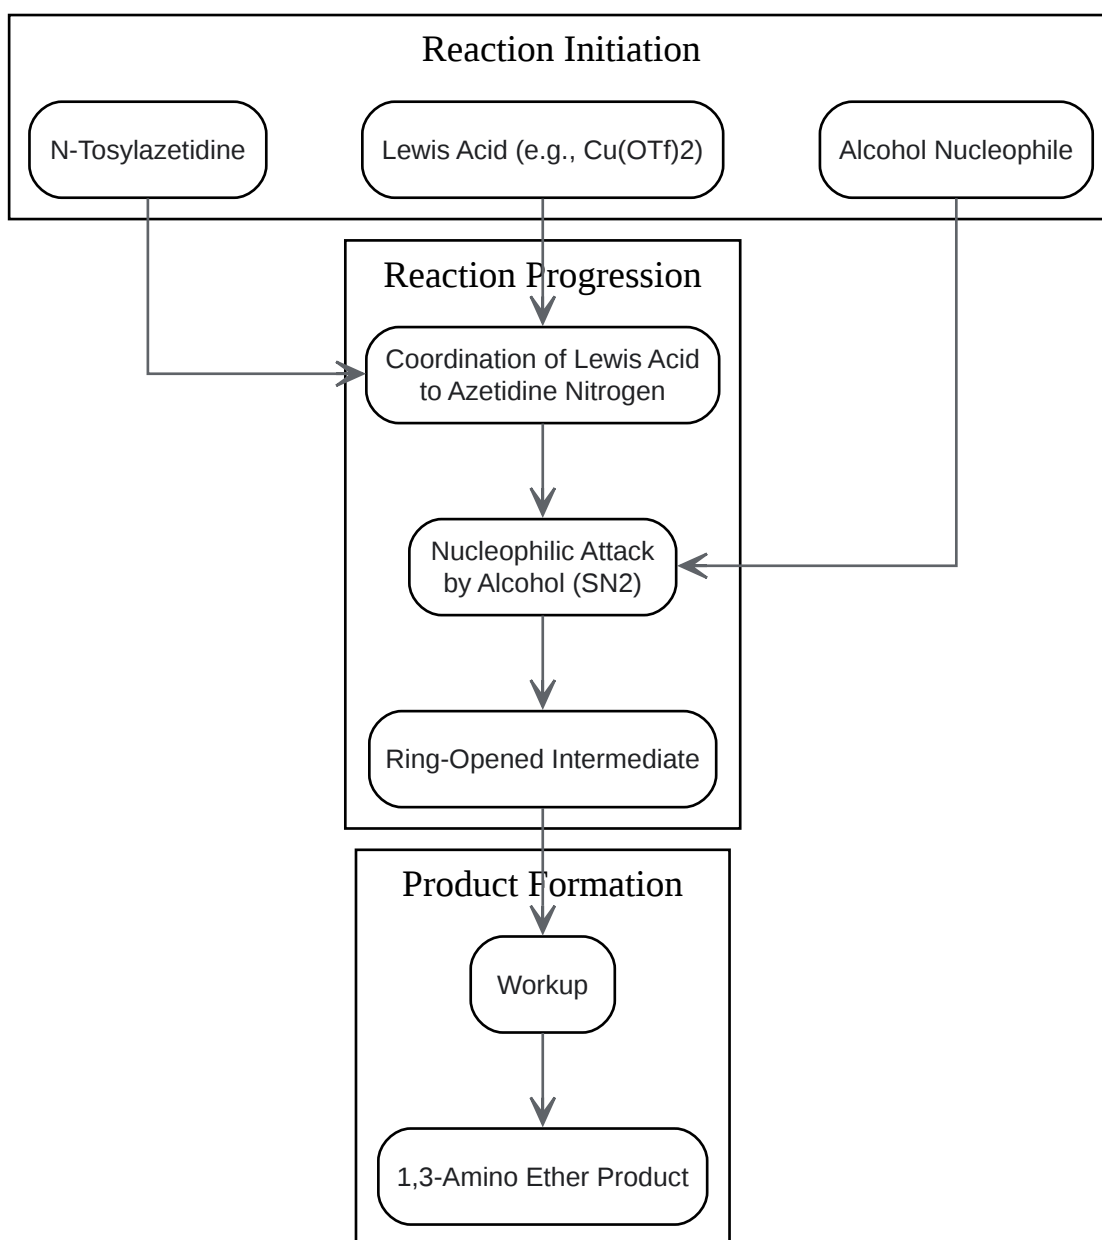 Reaction Initiation
N-Tosylazetidine
Lewis Acid (e.g., Cu(OTf)2)
Alcohol Nucleophile
Reaction Progression
Coordination of Lewis Acid
to Azetidine Nitrogen
Nucleophilic Attack
by Alcohol (SN2)
Ring-Opened Intermediate
Product Formation
Workup
1,3-Amino Ether Product